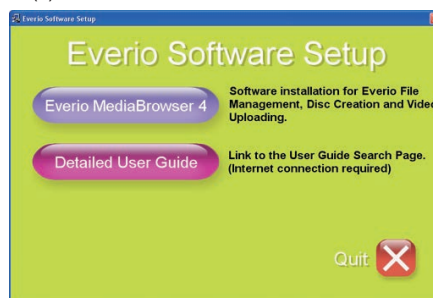 Everio Software Setup
Everio Software Setup
Everio MediaBrowser 4
Software installation for Everio File
Management, Disc Creation and Video
Uploading.
Detailed User Guide
Link to the User Guide Search Page.
(Internet connection required)
Quit